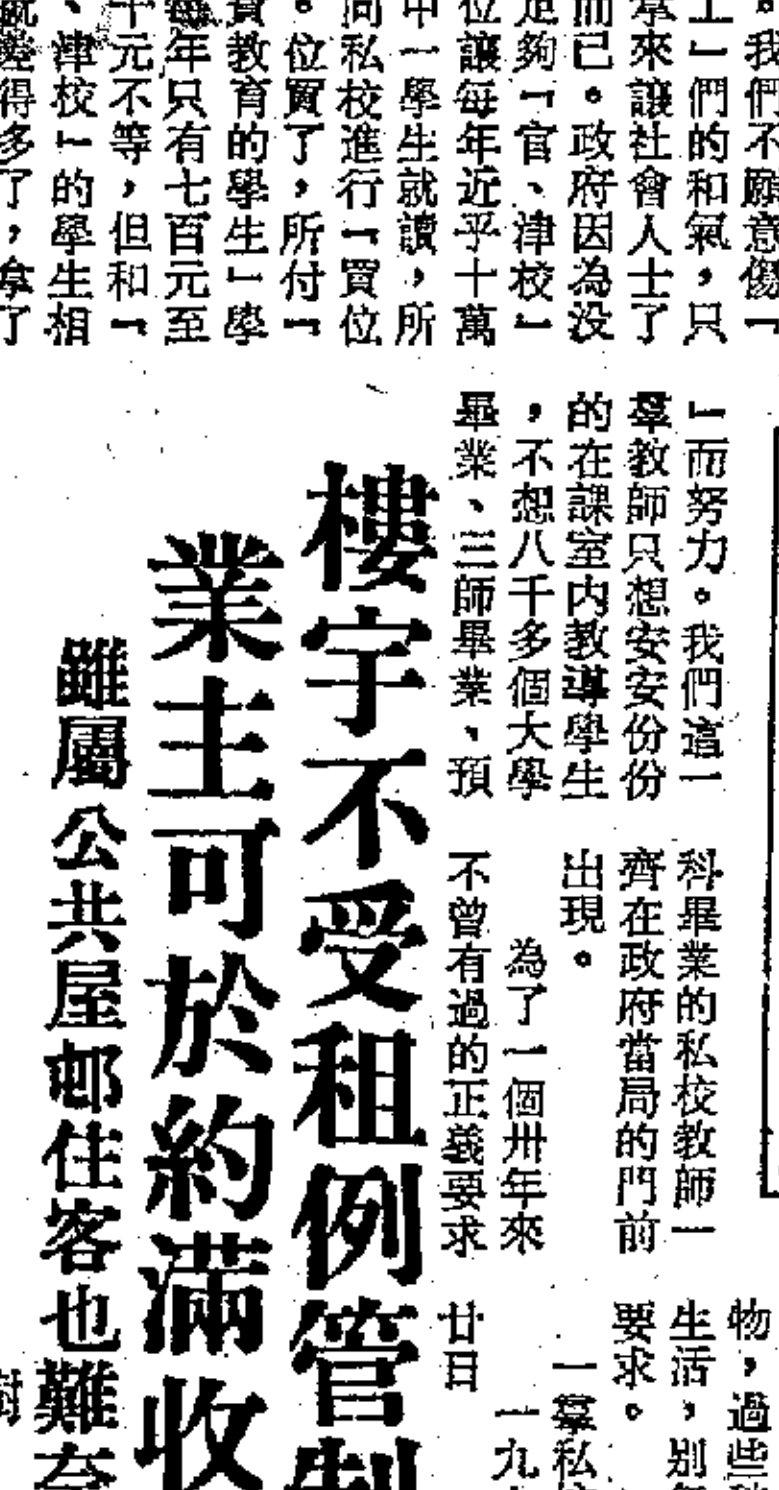 。我們不願意傷「
」們的和氣，只
拿來讓社會人士了
而已。政府因為没
足夠「官、津校」
位讓每年近乎十萬
中一學生就讀，所
向私校進行「買位
。位買了，所付「
資教育的學生」學
每年只有七百元至
十元不等，但和「
、津校」的學生相
得多了，拿了
」而努力。我們這一
羣教師只想安安份份
的在課室内教導學生
，不想八千多個大學
畢業、三師畢業、預
科畢業的私校教師一
齊在政府當局的門前
出現。
為了一個卅年來
不曾有過的正義要求
物，過些
生活，別
要求。
一羣私
一九
廿日
樓宇不受租例管制
業主可於約滿收
雖屬公共屋邨住客也難奈